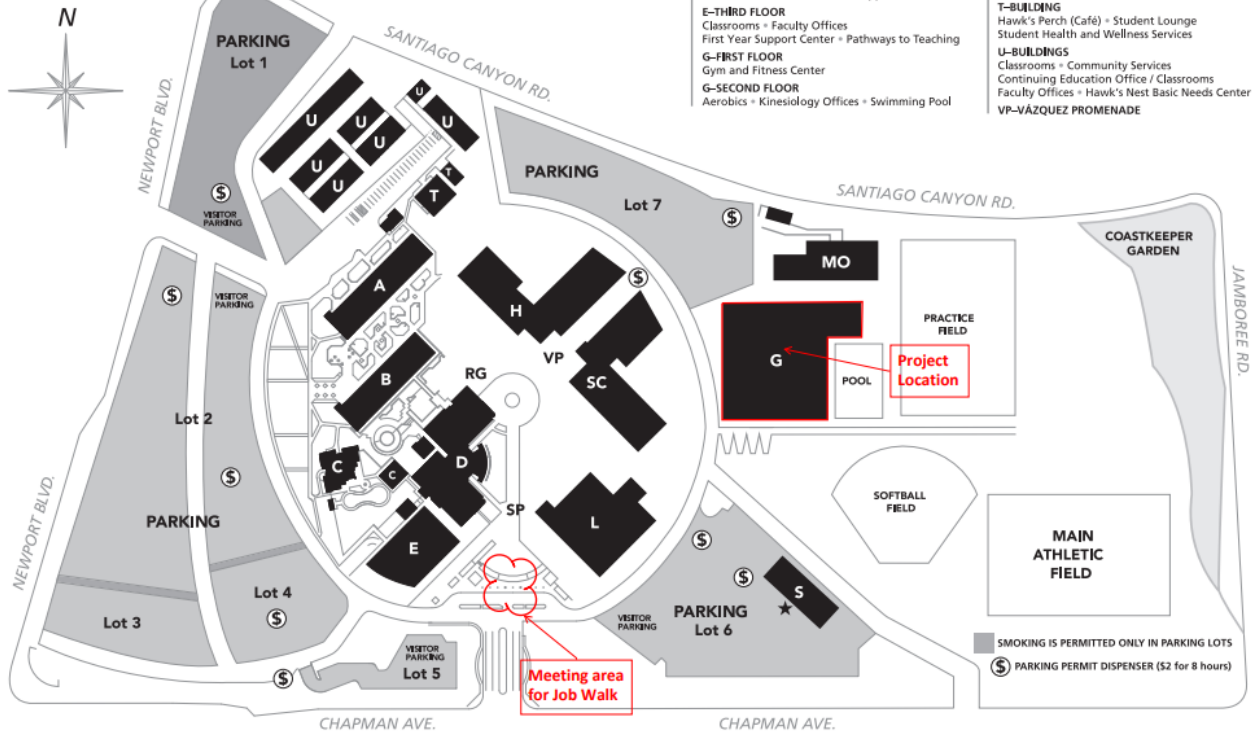 N
E–THIRD FLOOR
Classrooms • Faculty Offices
First Year Support Center • Pathways to Teaching
G–FIRST FLOOR
Gym and Fitness Center
G–SECOND FLOOR
Aerobics • Kinesiology Offices • Swimming Pool
T–BUILDING
Hawk's Perch (Café) • Student Lounge
Student Health and Wellness Services
U–BUILDINGS
Classrooms • Community Services
Continuing Education Office / Classrooms
Faculty Offices • Hawk's Nest Basic Needs Center
VP–VÁZQUEZ PROMENADE
PARKING
Lot 1
SANTIAGO CANYON RD.
NEWPORT BLVD.
$
VISITOR
PARKING
U
U
U
U
U
U
U
T
T
PARKING
Lot 7
$
SANTIAGO CANYON RD.
MO
COASTKEEPER
GARDEN
JAMBOREE RD.
$
VISITOR
PARKING
A
H
$
PRACTICE
FIELD
VP
G
Project
Location
POOL
B
RG
SC
Lot 2
C
C
D
$
PARKING
SP
L
SOFTBALL
FIELD
MAIN
ATHLETIC
FIELD
E
$
$
S
★
NEWPORT BLVD.
Lot 3
Lot 4
$
VISITOR
PARKING
PARKING
Lot 6
VISITOR
PARKING
Lot 5
$
Meeting area
for Job Walk
SMOKING IS PERMITTED ONLY IN PARKING LOTS
$ PARKING PERMIT DISPENSER ($2 for 8 hours)
CHAPMAN AVE.
CHAPMAN AVE.